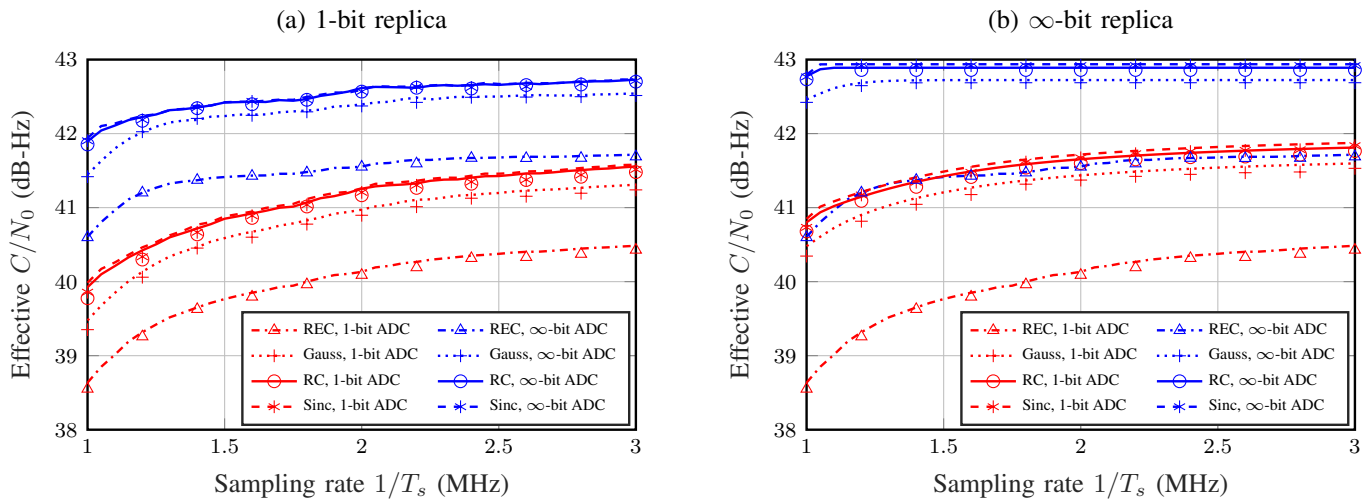 (a) 1-bit replica
Effective C/N₀ (dB-Hz)
43
42
41
40
39
38
REC, 1-bit ADC
Gauss, 1-bit ADC
RC, 1-bit ADC
Sinc, 1-bit ADC
REC, ∞-bit ADC
Gauss, ∞-bit ADC
RC, ∞-bit ADC
Sinc, ∞-bit ADC
1 1.5 2 2.5 3
Sampling rate 1/Tₛ (MHz)
(b) ∞-bit replica
Effective C/N₀ (dB-Hz)
43
42
41
40
39
38
REC, 1-bit ADC
Gauss, 1-bit ADC
RC, 1-bit ADC
Sinc, 1-bit ADC
REC, ∞-bit ADC
Gauss, ∞-bit ADC
RC, ∞-bit ADC
Sinc, ∞-bit ADC
1 1.5 2 2.5 3
Sampling rate 1/Tₛ (MHz)